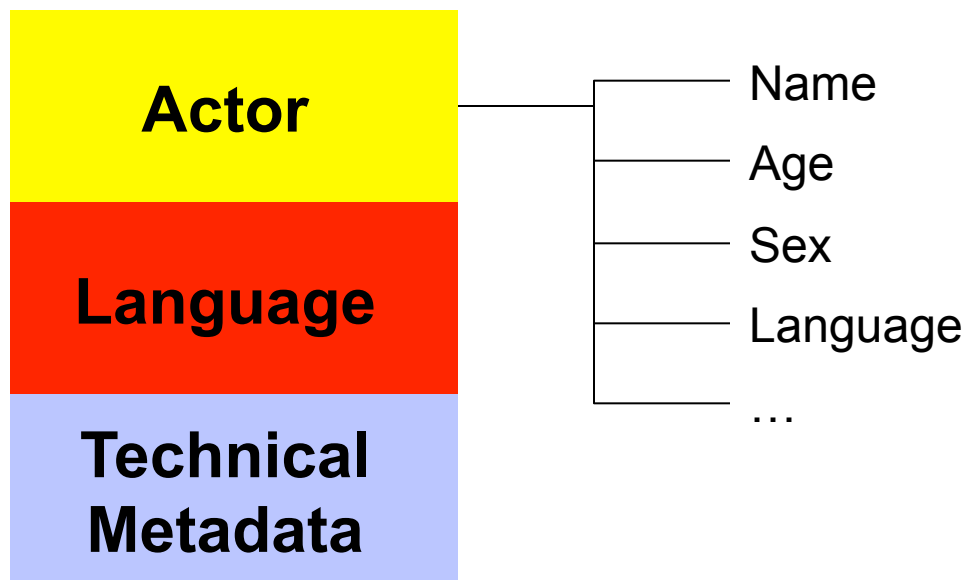 Actor
Language
Technical
Metadata
Name
Age
Sex
Language
…